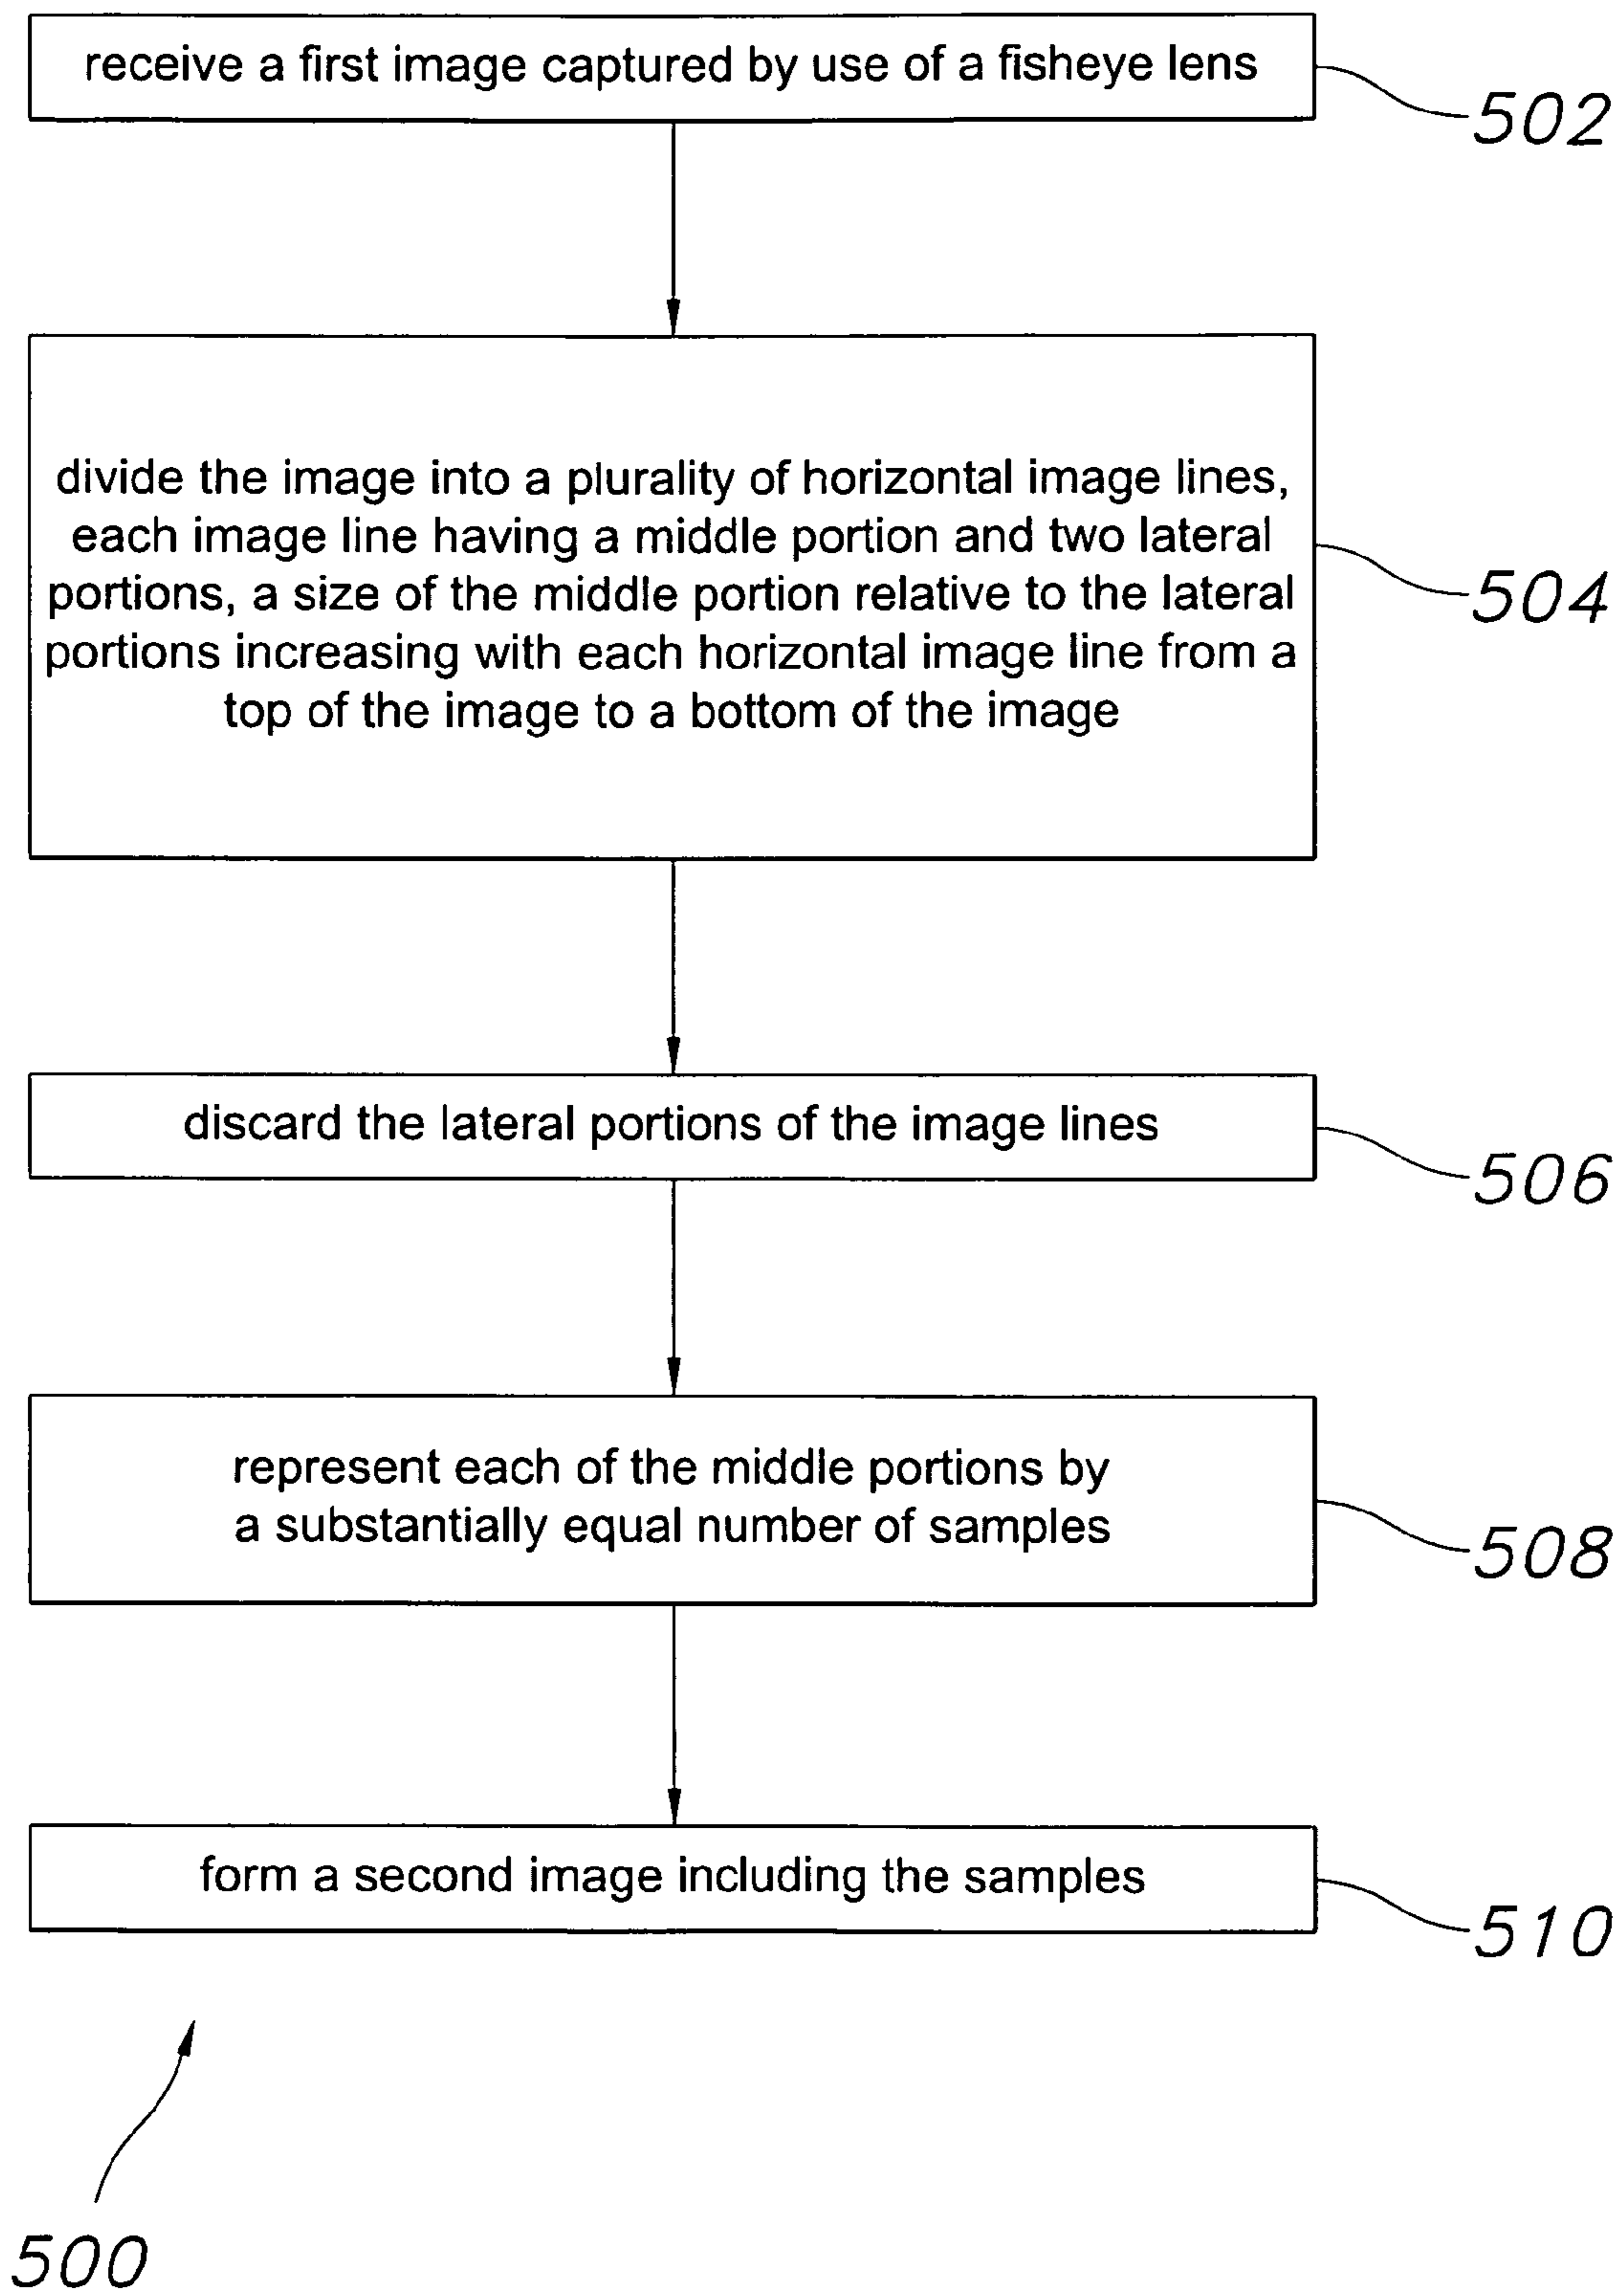 receive a first image captured by use of a fisheye lens
502
divide the image into a plurality of horizontal image lines,
each image line having a middle portion and two lateral
portions, a size of the middle portion relative to the lateral
portions increasing with each horizontal image line from a
top of the image to a bottom of the image
504
discard the lateral portions of the image lines
506
represent each of the middle portions by
a substantially equal number of samples
508
form a second image including the samples
510
500